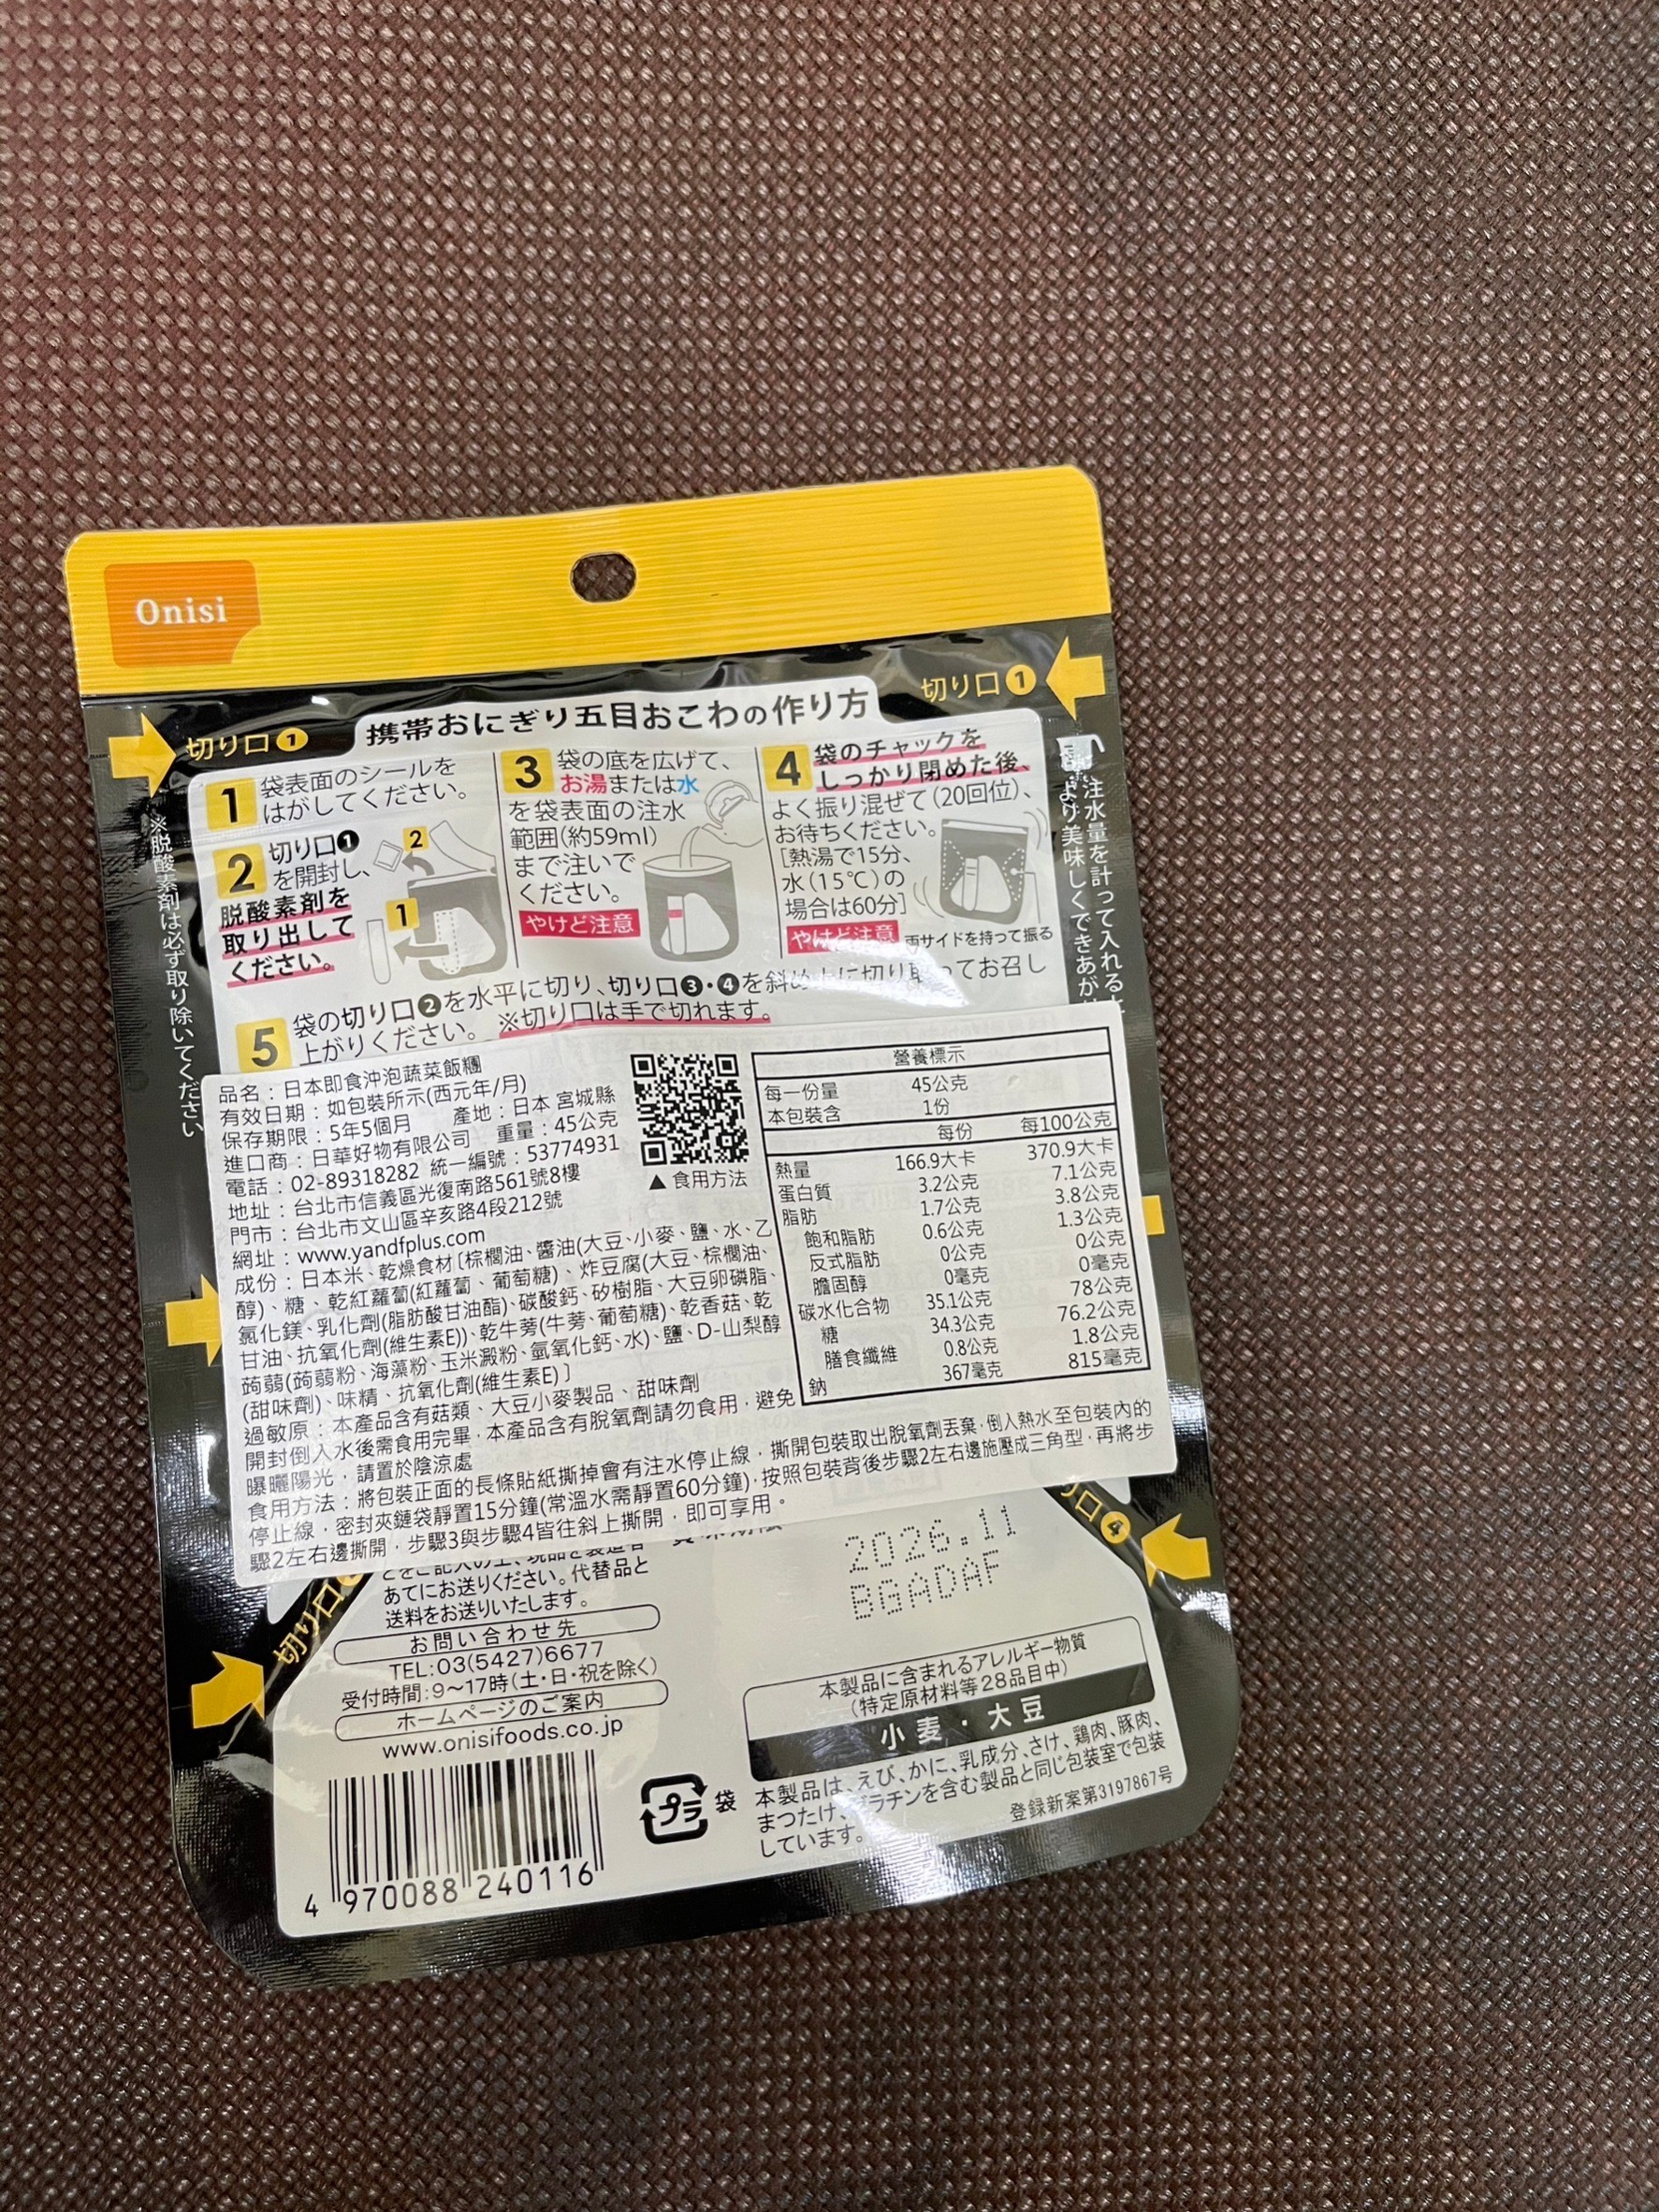 Onisi
切り口❶
切り口❶
携帯おにぎり五目おこわの作り方
1 袋表面のシールを
はがしてください。
2 切り口❶
を開封し、
脱酸素剤を
取り出して
ください。
2
1
3 袋の底を広げて、
お湯または水
を袋表面の注水
範囲(約59ml)
まで注いで
ください。
やけど注意
4 袋のチャックを
しっかり閉めた後、
よく振り混ぜて(20回位)、
お待ちください。
[熱湯で15分、
水(15℃)の
場合は60分]
やけど注意
両サイドを持って振る
5 袋の切り口❷を水平に切り、切り口❸・❹を斜め上に切り取ってお召し
上がりください。 ※切り口は手で切れます。
※脱酸素剤は必ず取り除いてください
注水量を計って入れると
より美味しくできあが
品名：日本即食沖泡蔬菜飯糰
有效日期：如包裝所示(西元年/月)
保存期限：5年5個月 產地：日本 宮城縣
進口商：日華好物有限公司 重量：45公克
電話：02-89318282 統一編號：53774931
地址：台北市信義區光復南路561號8樓
門市：台北市文山區辛亥路4段212號
網址：www.yandfplus.com
成份：日本米、乾燥食材〔棕櫚油、醬油(大豆、小麥、鹽、水、乙
醇)、糖、乾紅蘿蔔(紅蘿蔔、葡萄糖)、炸豆腐(大豆、棕櫚油、
氯化鎂、乳化劑(脂肪酸甘油酯)、碳酸鈣、矽樹脂、大豆卵磷脂、
甘油、抗氧化劑(維生素E))、乾牛蒡(牛蒡、葡萄糖)、乾香菇、乾
蒟蒻(蒟蒻粉、海藻粉、玉米澱粉、氫氧化鈣、水)、鹽、D-山梨醇
(甜味劑)、味精、抗氧化劑(維生素E)〕
過敏原：本產品含有菇類、大豆小麥製品、甜味劑
開封倒入水後需食用完畢，本產品含有脫氧劑請勿食用，避免
曝曬陽光，請置於陰涼處
食用方法：將包裝正面的長條貼紙撕掉會有注水停止線，撕開包裝取出脫氧劑丟棄，倒入熱水至包裝內的
停止線，密封夾鏈袋靜置15分鐘(常溫水需靜置60分鐘)，按照包裝背後步驟2左右邊施壓成三角型，再將步
驟2左右邊撕開，步驟3與步驟4皆往斜上撕開，即可享用。
▲ 食用方法
營養標示
每一份量 45公克
本包裝含 1份
每份 每100公克
熱量 166.9大卡 370.9大卡
蛋白質 3.2公克 7.1公克
脂肪 1.7公克 3.8公克
飽和脂肪 0.6公克 1.3公克
反式脂肪 0公克 0公克
膽固醇 0毫克 0毫克
碳水化合物 35.1公克 78公克
糖 34.3公克 76.2公克
膳食纖維 0.8公克 1.8公克
鈉 367毫克 815毫克
あてにお送りください。代替品と
送料をお送りいたします。
お問い合わせ先
TEL:03(5427)6677
受付時間:9～17時(土・日・祝を除く)
ホームページのご案内
www.onisifoods.co.jp
4 970088 240116
プラ 袋
2026.11
BGADAF
口❹
切り口
本製品に含まれるアレルギー物質
(特定原材料等28品目中)
小麦・大豆
本製品は、えび、かに、乳成分、さけ、鶏肉、豚肉、
まつたけ、ゼラチンを含む製品と同じ包装室で包装
しています。
登録新案第3197867号